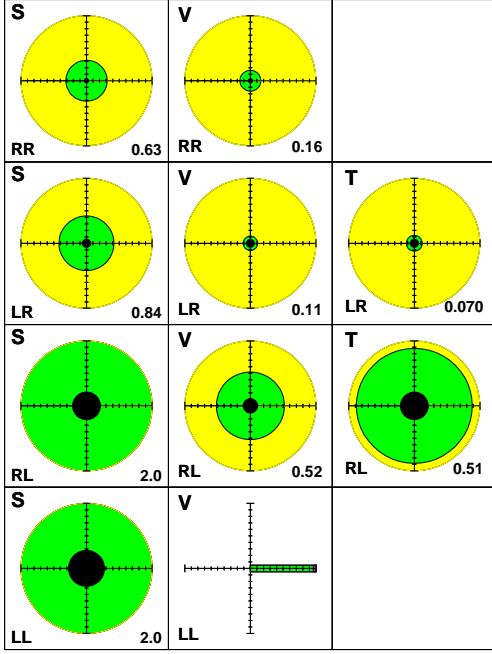 S V
RR 0.63 RR 0.16
S V T
LR 0.84 LR 0.11 LR 0.070
S V T
RL 2.0 RL 0.52 RL 0.51
S V
LL 2.0 LL